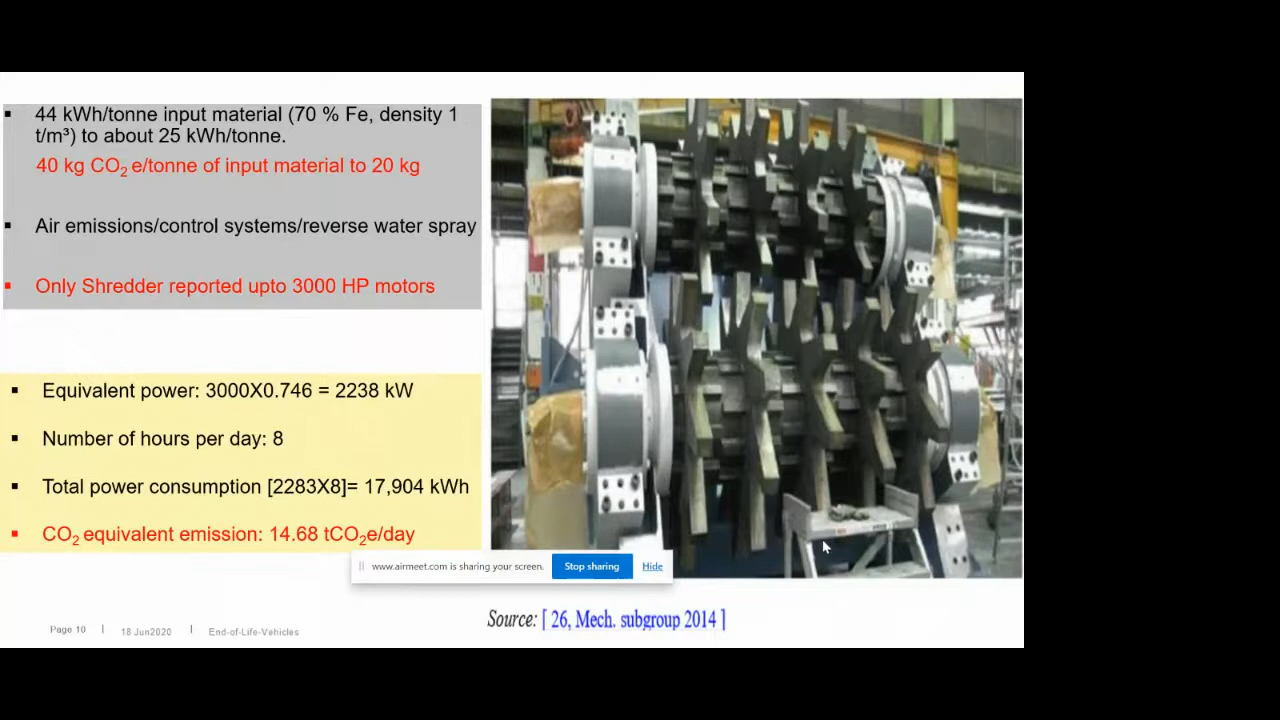 ▪ 44 kWh/tonne input material (70 % Fe, density 1
t/m³) to about 25 kWh/tonne.
40 kg CO₂ e/tonne of input material to 20 kg
▪ Air emissions/control systems/reverse water spray
▪ Only Shredder reported upto 3000 HP motors
▪ Equivalent power: 3000X0.746 = 2238 kW
▪ Number of hours per day: 8
▪ Total power consumption [2283X8]= 17,904 kWh
▪ CO₂ equivalent emission: 14.68 tCO₂e/day
www.airmeet.com is sharing your screen. Stop sharing Hide
Source: [ 26, Mech. subgroup 2014 ]
Page 10 | 18 Jun2020 | End-of-Life-Vehicles